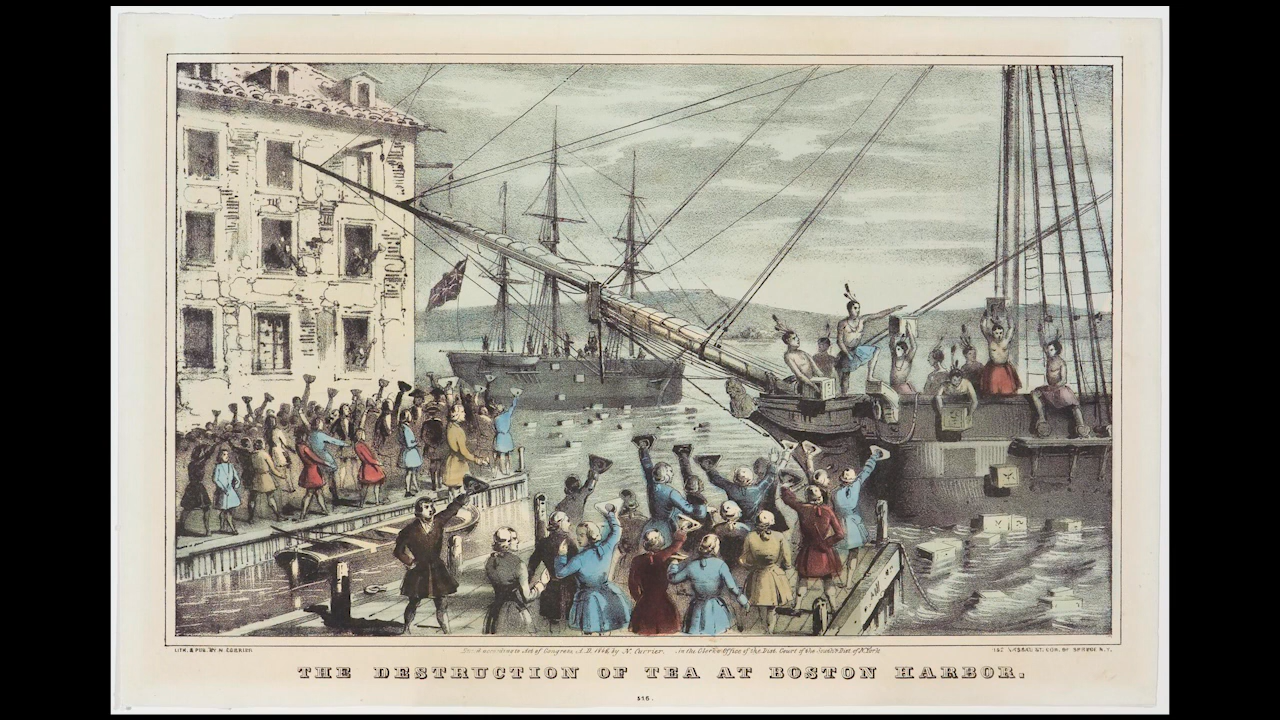 LITH. & PUB. BY N. CURRIER.
Entd. according to Act of Congress, A.D. 1846, by N. Currier, in the Clerk's Office of the Dist. Court of the South'n Dist. of N. York
152 NASSAU ST. COR. OF SPRUCE N.Y.
THE DESTRUCTION OF TEA AT BOSTON HARBOR.
516.